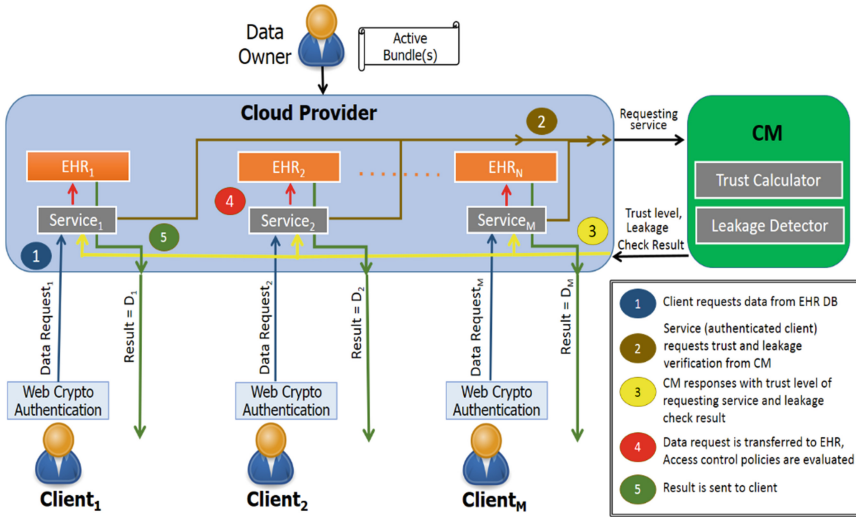 Data
Owner
Active
Bundle(s)
Cloud Provider
2
Requesting
service
CM
EHR1
EHR2
EHRN
Trust Calculator
4
Service1
Service2
ServiceM
Trust level,
Leakage
Check Result
Leakage Detector
5
3
1
Data Request1
Result = D1
Data Request2
Result = D2
Data RequestM
Result = DM
Web Crypto
Authentication
Web Crypto
Authentication
Web Crypto
Authentication
Client1
Client2
ClientM
1 Client requests data from EHR DB
2 Service (authenticated client)
requests trust and leakage
verification from CM
3 CM responses with trust level of
requesting service and leakage
check result
4 Data request is transferred to EHR,
Access control policies are evaluated
5 Result is sent to client